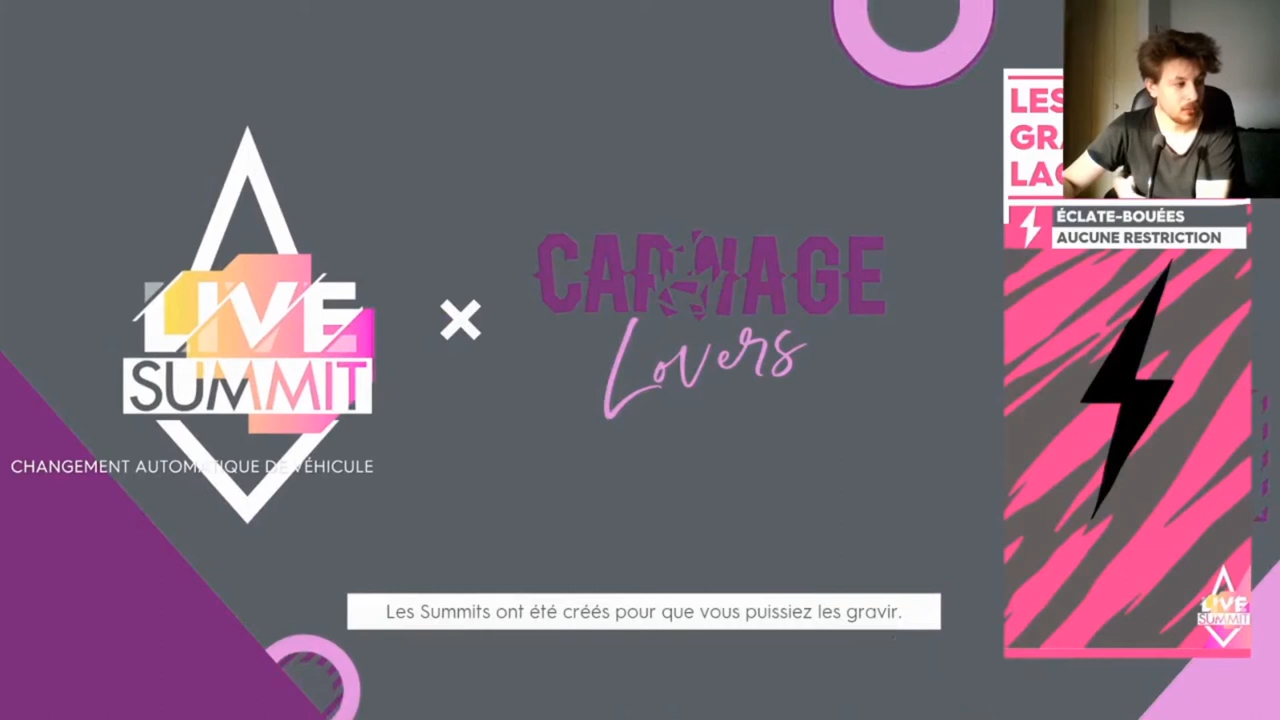 LIVE
SUMMIT
CARNAGE
Lovers
CHANGEMENT AUTOMATIQUE DE VÉHICULE
Les Summits ont été créés pour que vous puissiez les gravir.
LES
GRA
LAC
ÉCLATE-BOUÉES
AUCUNE RESTRICTION
LIVE
SUMMIT